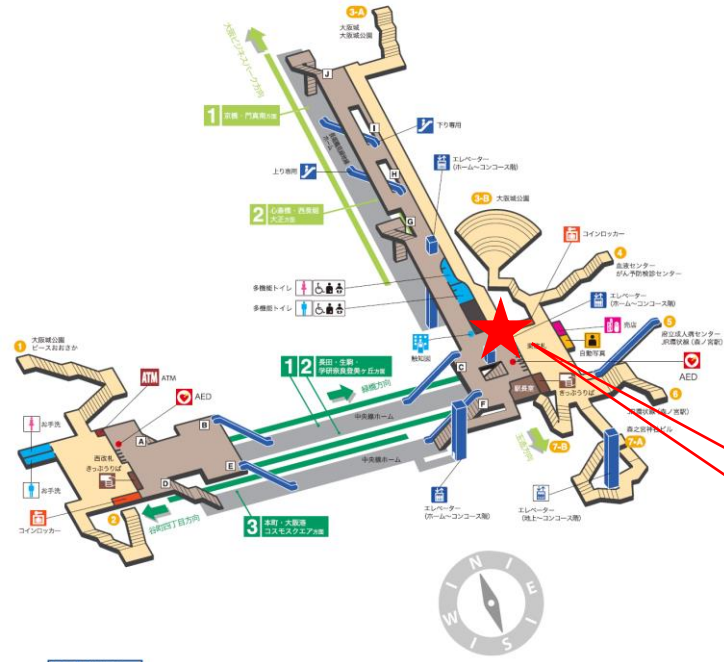 3-A
大阪城
大阪城公園
大阪ビジネスパーク方向
J
1 京橋・門真南方面
I
下り専用
上り専用
エレベーター
(ホーム～コンコース階)
H
2 心斎橋・西長堀
大正方面
G
3-B 大阪城公園
コインロッカー
4
血液センター
がん予防検診センター
エレベーター
(ホーム～コンコース階)
多機能トイレ
多機能トイレ
売店
5
府立成人病センター
JR環状線(森ノ宮駅)
触知図
自動写真
AED
1
大阪城公園
ピースおおさか
1 2 長田・生駒・
学研奈良登美ヶ丘方面
緑橋方向
C
駅長室
きっぷうりば
6
JR環状線(森ノ宮駅)
ATM
ATM
AED
中央線ホーム
F
森之宮神谷ビル
7-A
7-B
玉造方向
お手洗
B
A
西改札
きっぷうりば
E
中央線ホーム
D
お手洗
エレベーター
(ホーム～コンコース階)
エレベーター
(地上～コンコース階)
コインロッカー
2
谷町四丁目方向
3 本町・大阪港
コスモスクエア方面
N
E
S
W